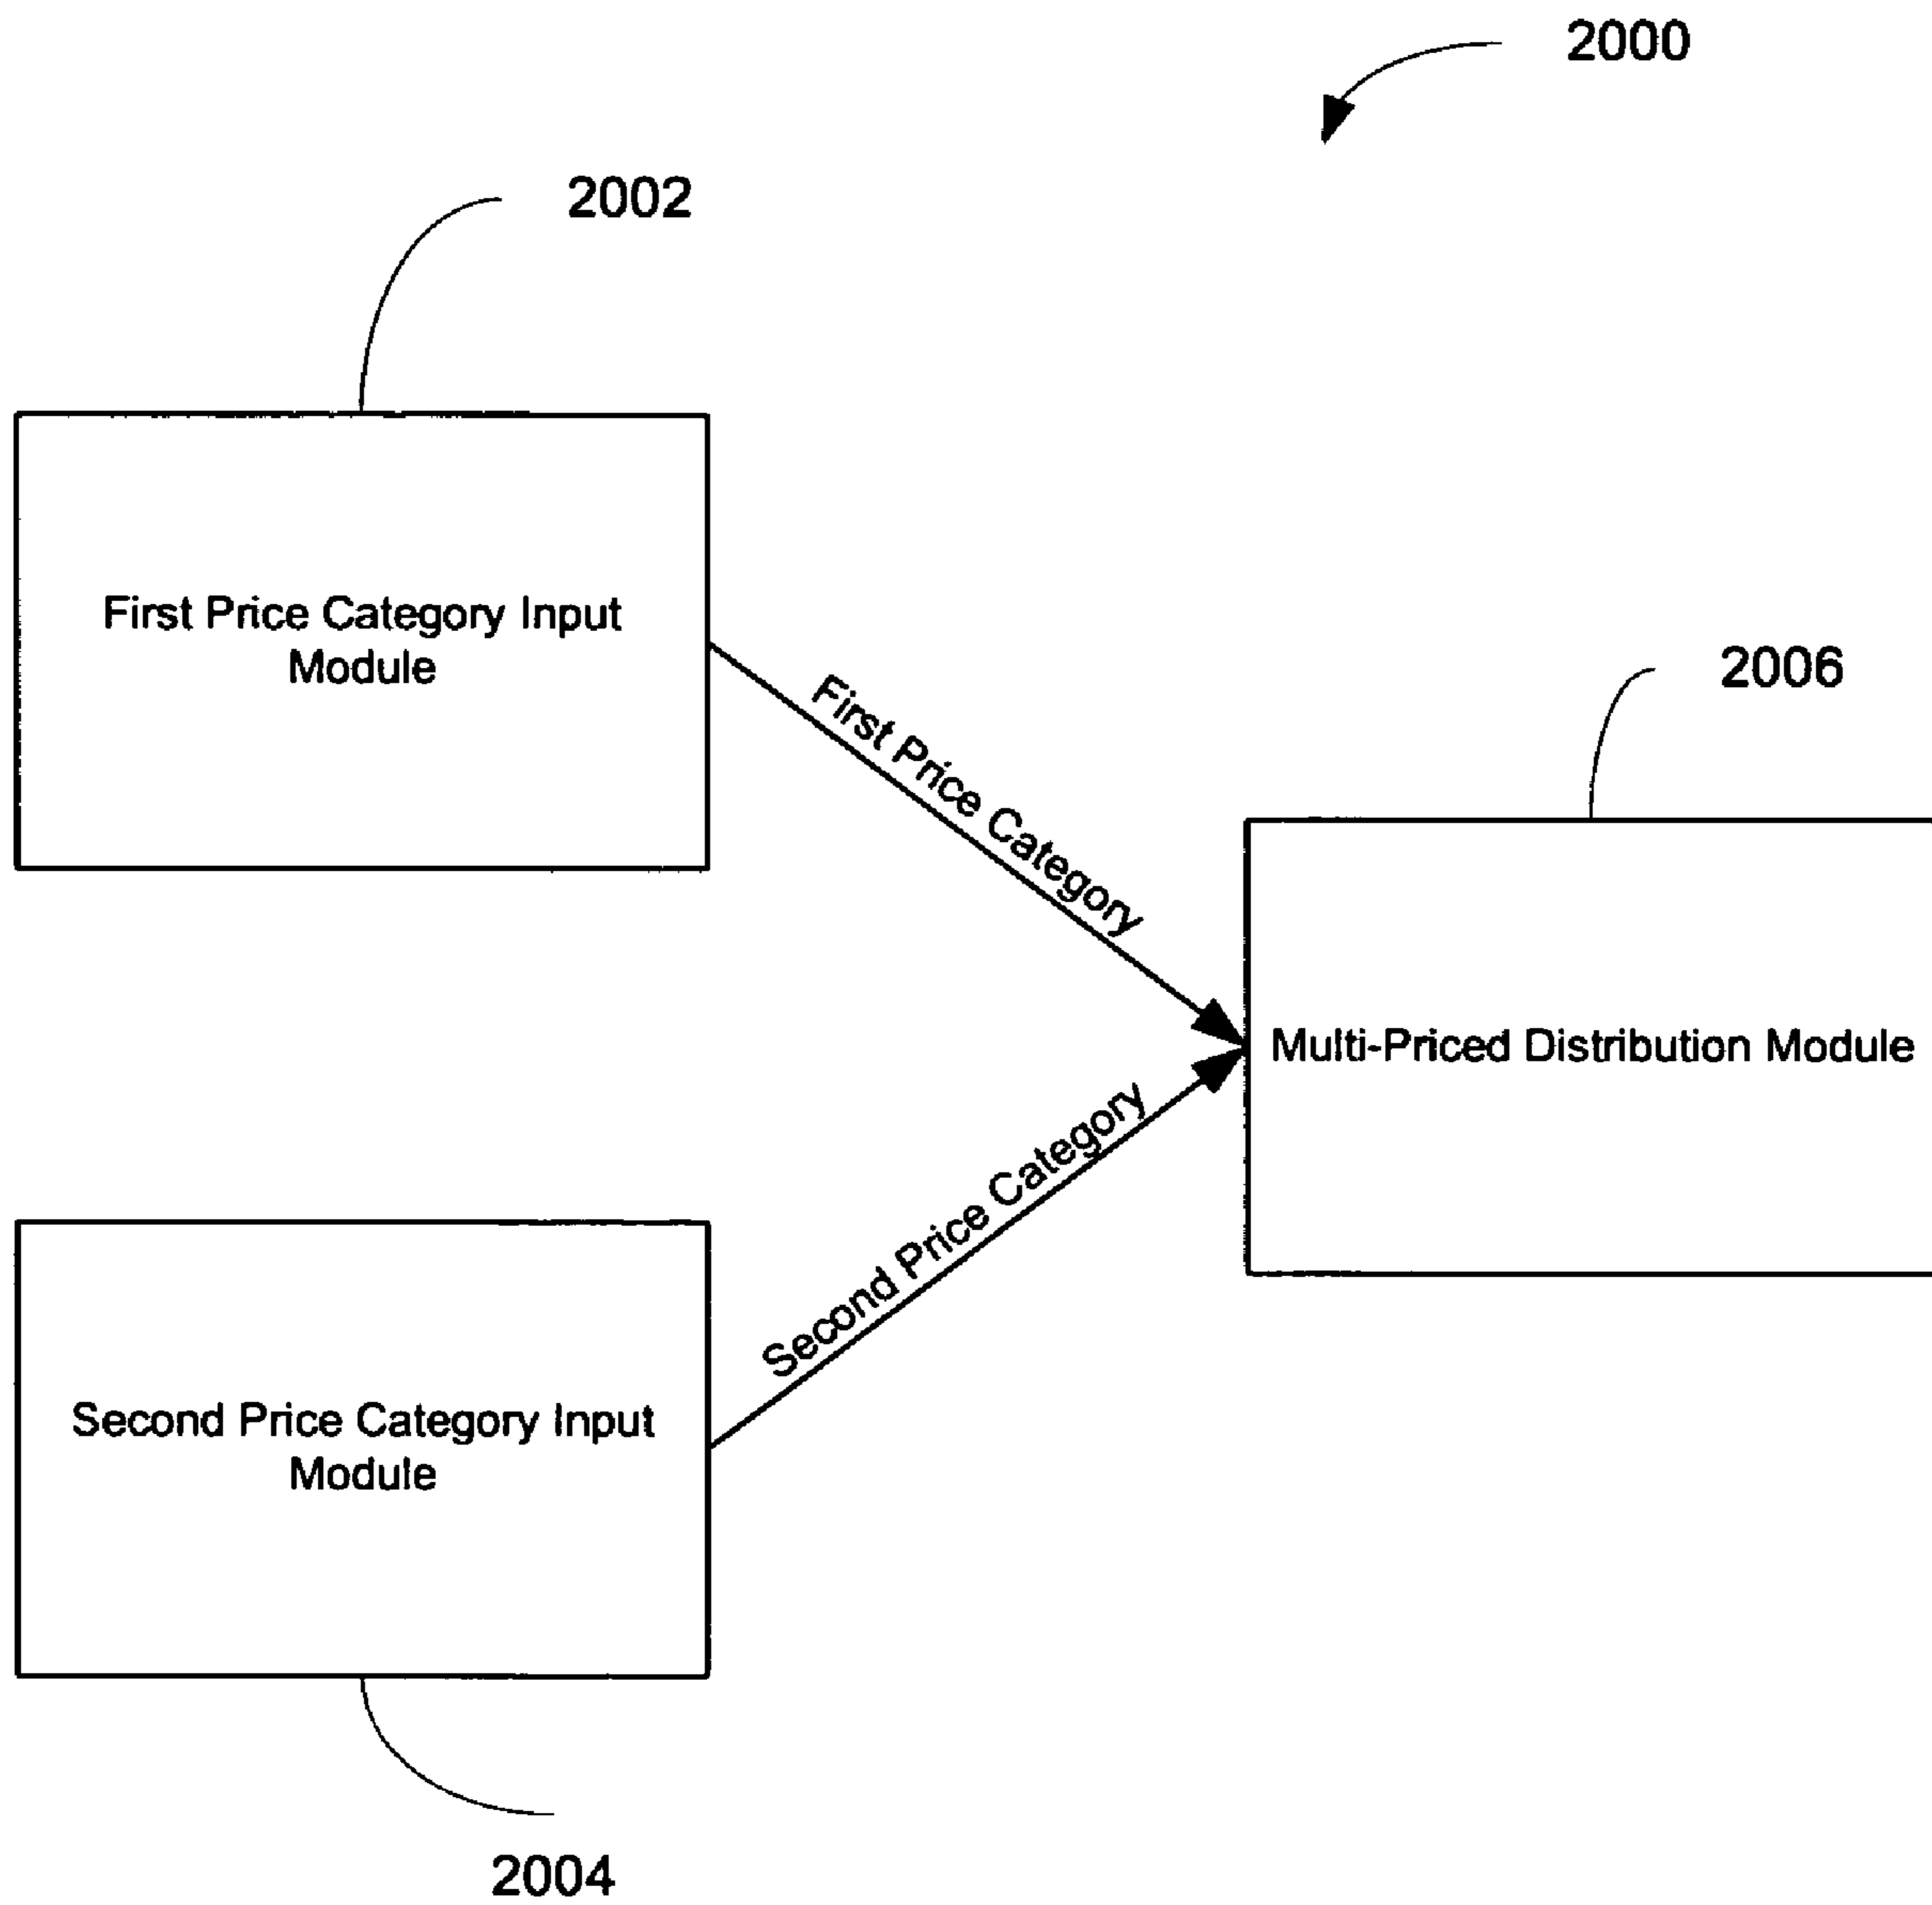 2000
2002
First Price Category Input
Module
First Price Category
2006
Multi-Priced Distribution Module
Second Price Category
Second Price Category Input
Module
2004